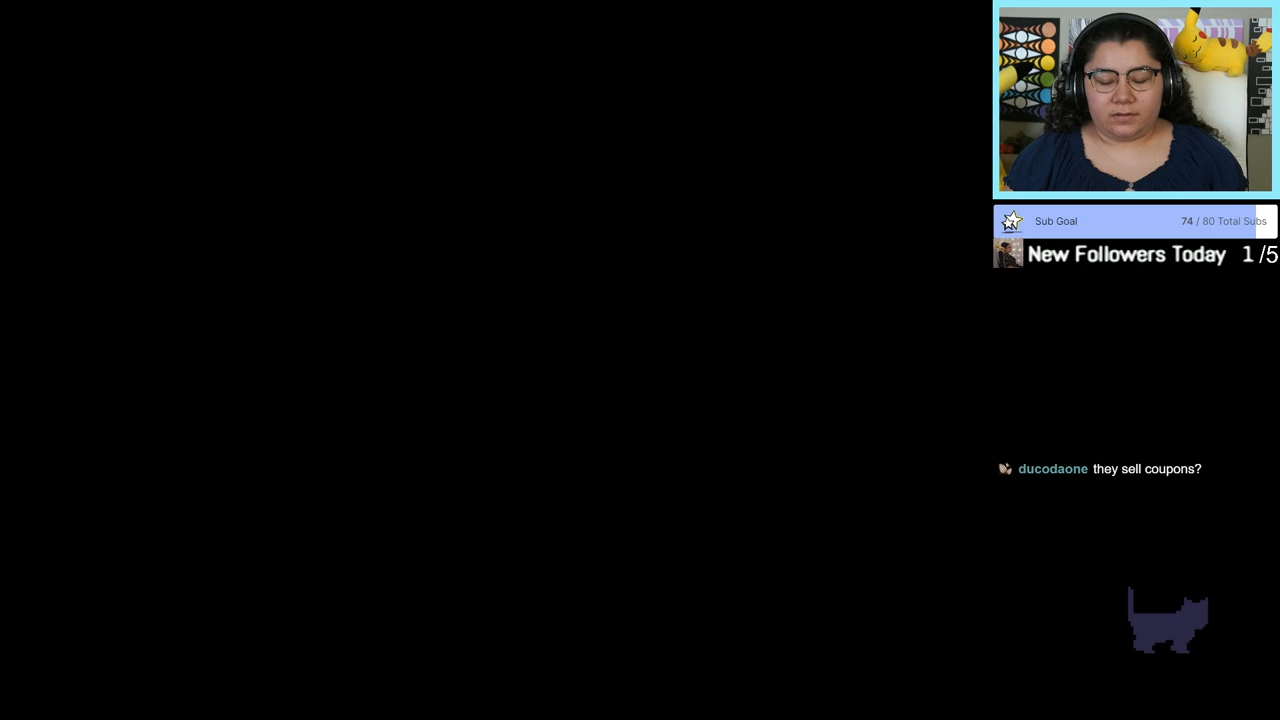 Sub Goal 74 / 80 Total Subs
New Followers Today 1 /5
ducodaone they sell coupons?